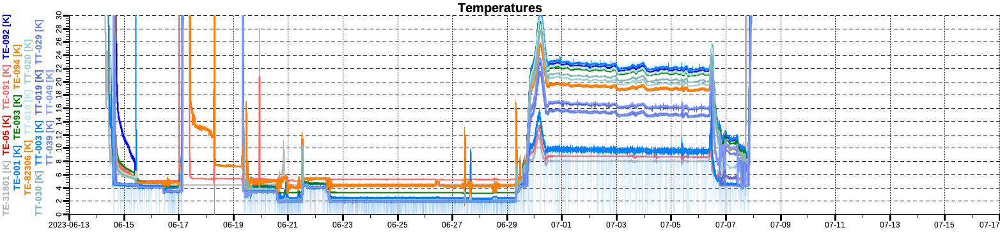 Temperatures
TE-31801 [K]
TE-001 [K] TE-05 [K] TE-091 [K] TE-092 [K]
TE-82306 [K] TE-093 [K] TE-094 [K]
TT-030 [K] TT-003 [K] TT-010 [K] TT-020 [K]
TT-039 [K] TT-019 [K] TT-029 [K]
TT-049 [K]
30
28
26
24
22
20
18
16
14
12
10
8
6
4
2
0
2023-06-13 06-15 06-17 06-19 06-21 06-23 06-25 06-27 06-29 07-01 07-03 07-05 07-07 07-09 07-11 07-13 07-15 07-17